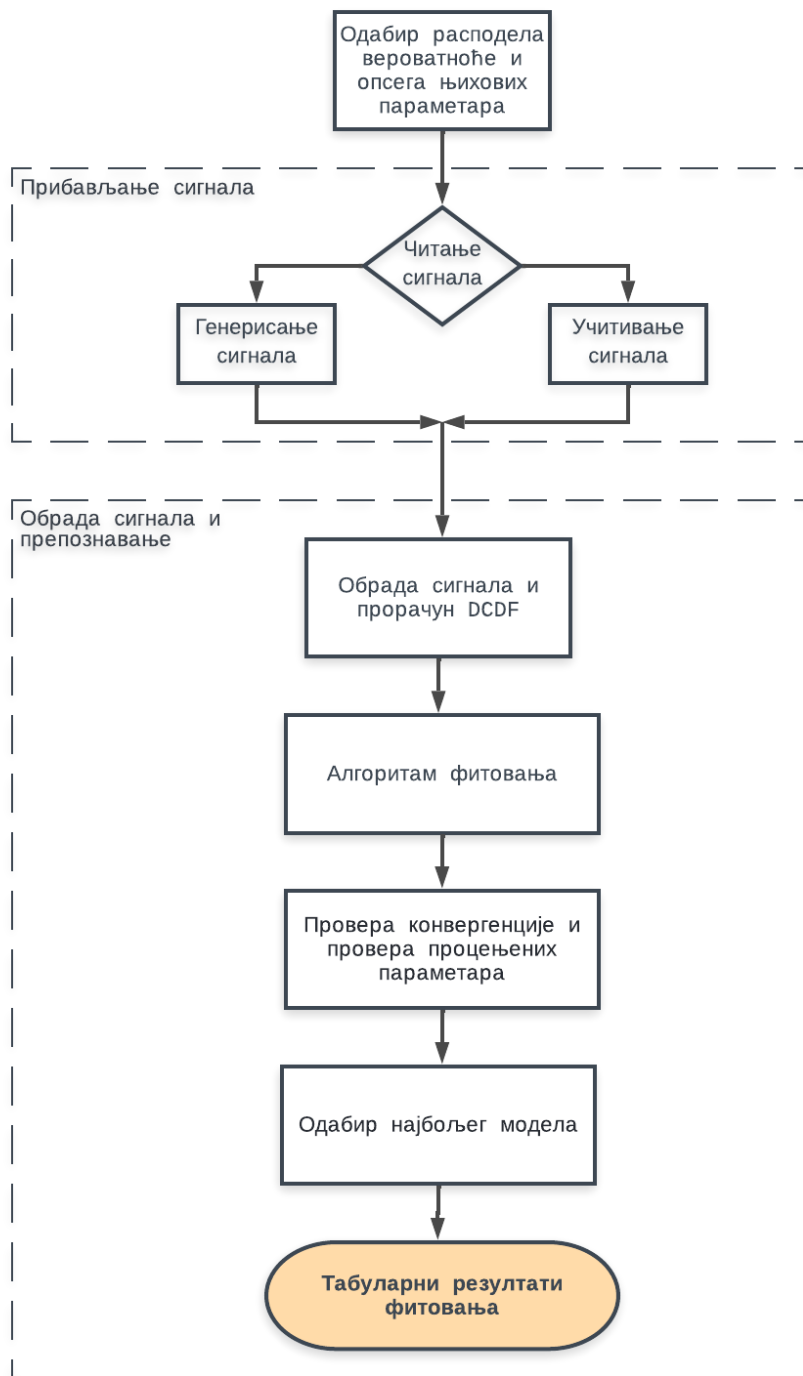 Одабир расподела
вероватноће и
опсега њихових
параметара
Прибављање сигнала
Читање
сигнала
Генерисање
сигнала
Учитивање
сигнала
Обрада сигнала и
препознавање
Обрада сигнала и
прорачун DCDF
Алгоритам фитовања
Провера конвергенције и
провера процењених
параметара
Одабир најбољег модела
Табуларни резултати
фитовања